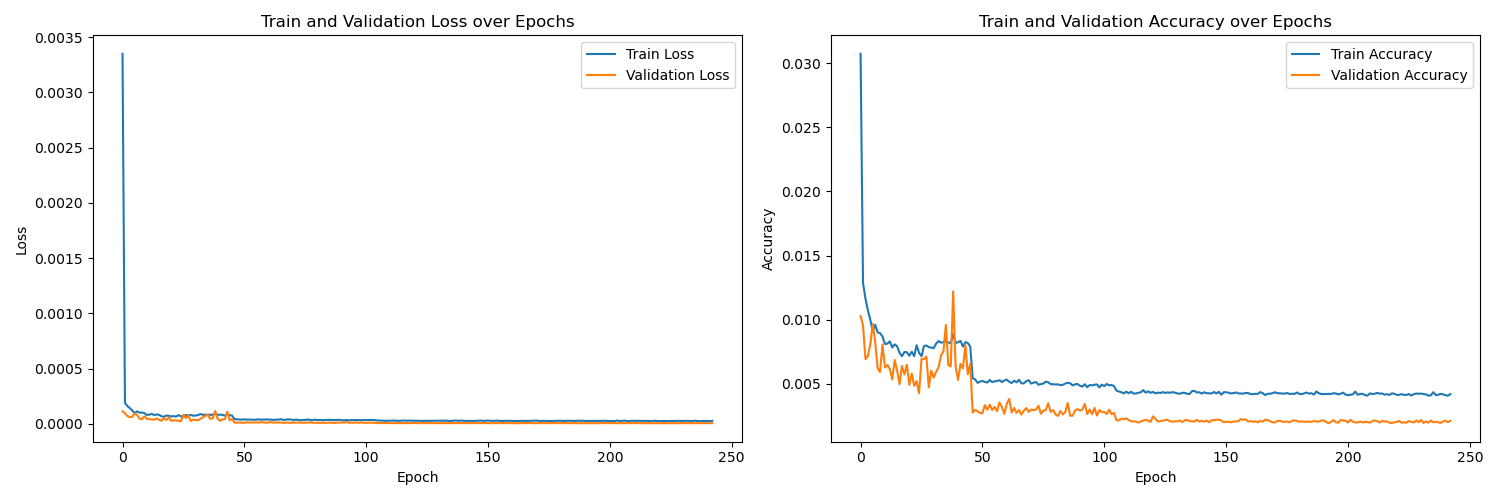 Train and Validation Loss over Epochs
Train Loss
Validation Loss
0.0035
0.0030
0.0025
0.0020
0.0015
0.0010
0.0005
0.0000
Loss
0 50 100 150 200 250
Epoch
Train and Validation Accuracy over Epochs
Train Accuracy
Validation Accuracy
0.030
0.025
0.020
0.015
0.010
0.005
Accuracy
0 50 100 150 200 250
Epoch